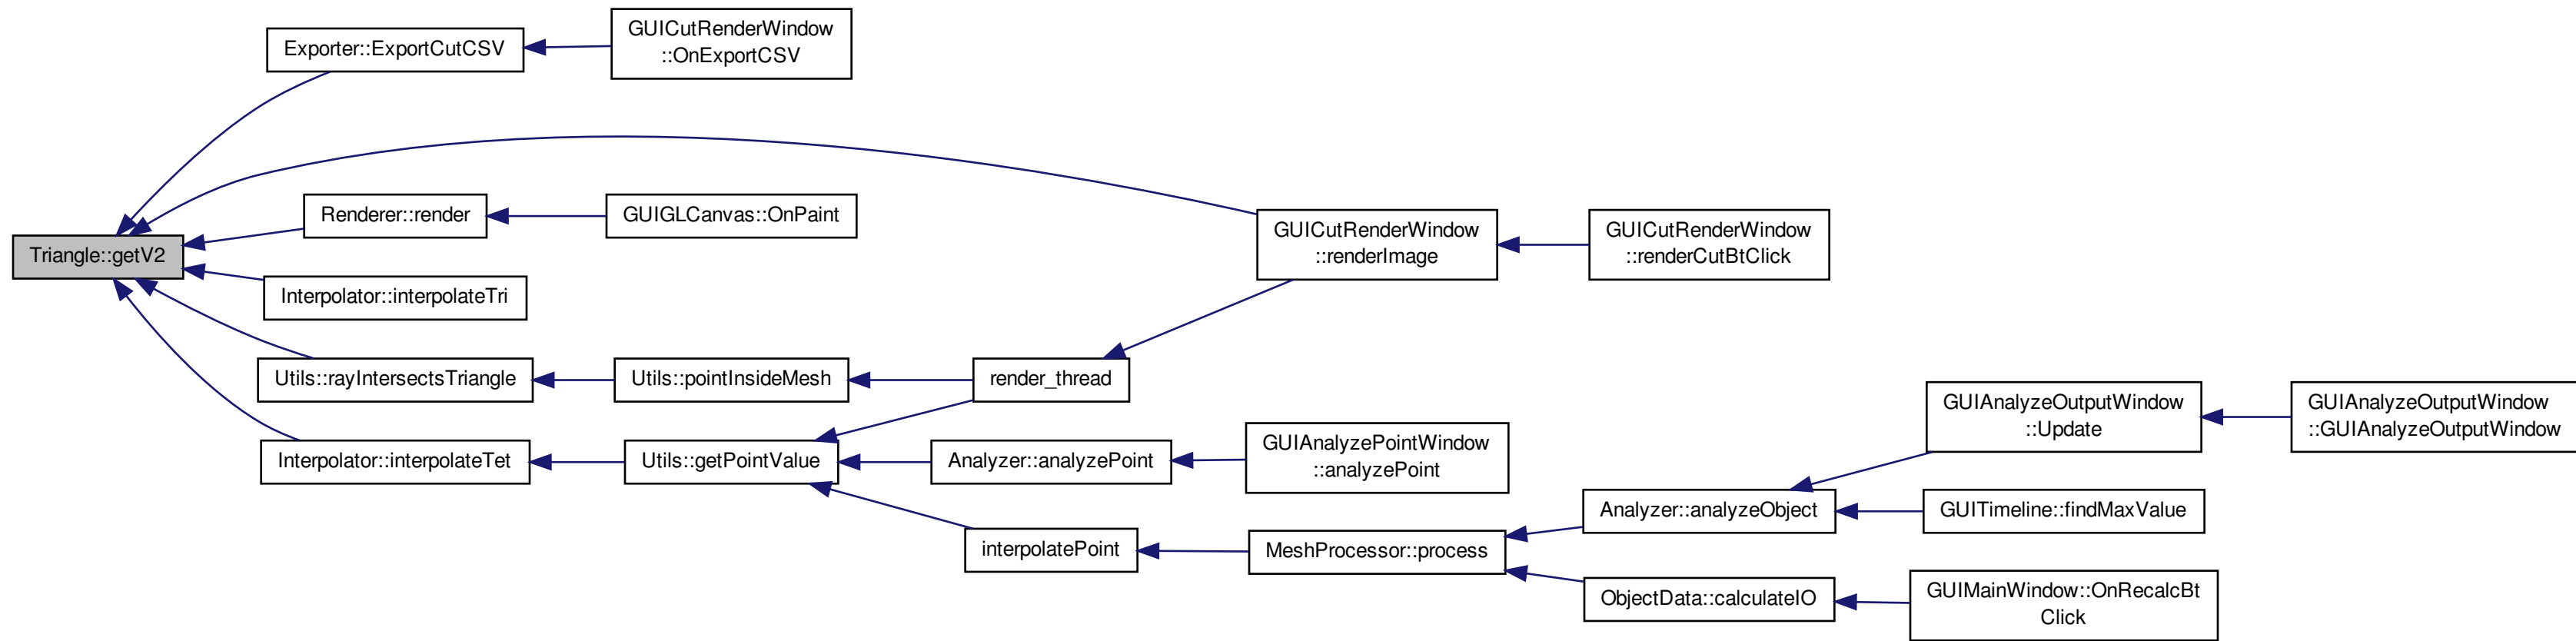 Exporter::ExportCutCSV
GUICutRenderWindow
::OnExportCSV
Triangle::getV2
Renderer::render
GUIGLCanvas::OnPaint
GUICutRenderWindow
::renderImage
GUICutRenderWindow
::renderCutBtClick
Interpolator::interpolateTri
Utils::rayIntersectsTriangle
Utils::pointInsideMesh
render_thread
Interpolator::interpolateTet
Utils::getPointValue
Analyzer::analyzePoint
GUIAnalyzePointWindow
::analyzePoint
GUIAnalyzeOutputWindow
::Update
GUIAnalyzeOutputWindow
::GUIAnalyzeOutputWindow
interpolatePoint
MeshProcessor::process
Analyzer::analyzeObject
GUITimeline::findMaxValue
ObjectData::calculateIO
GUIMainWindow::OnRecalcBt
Click